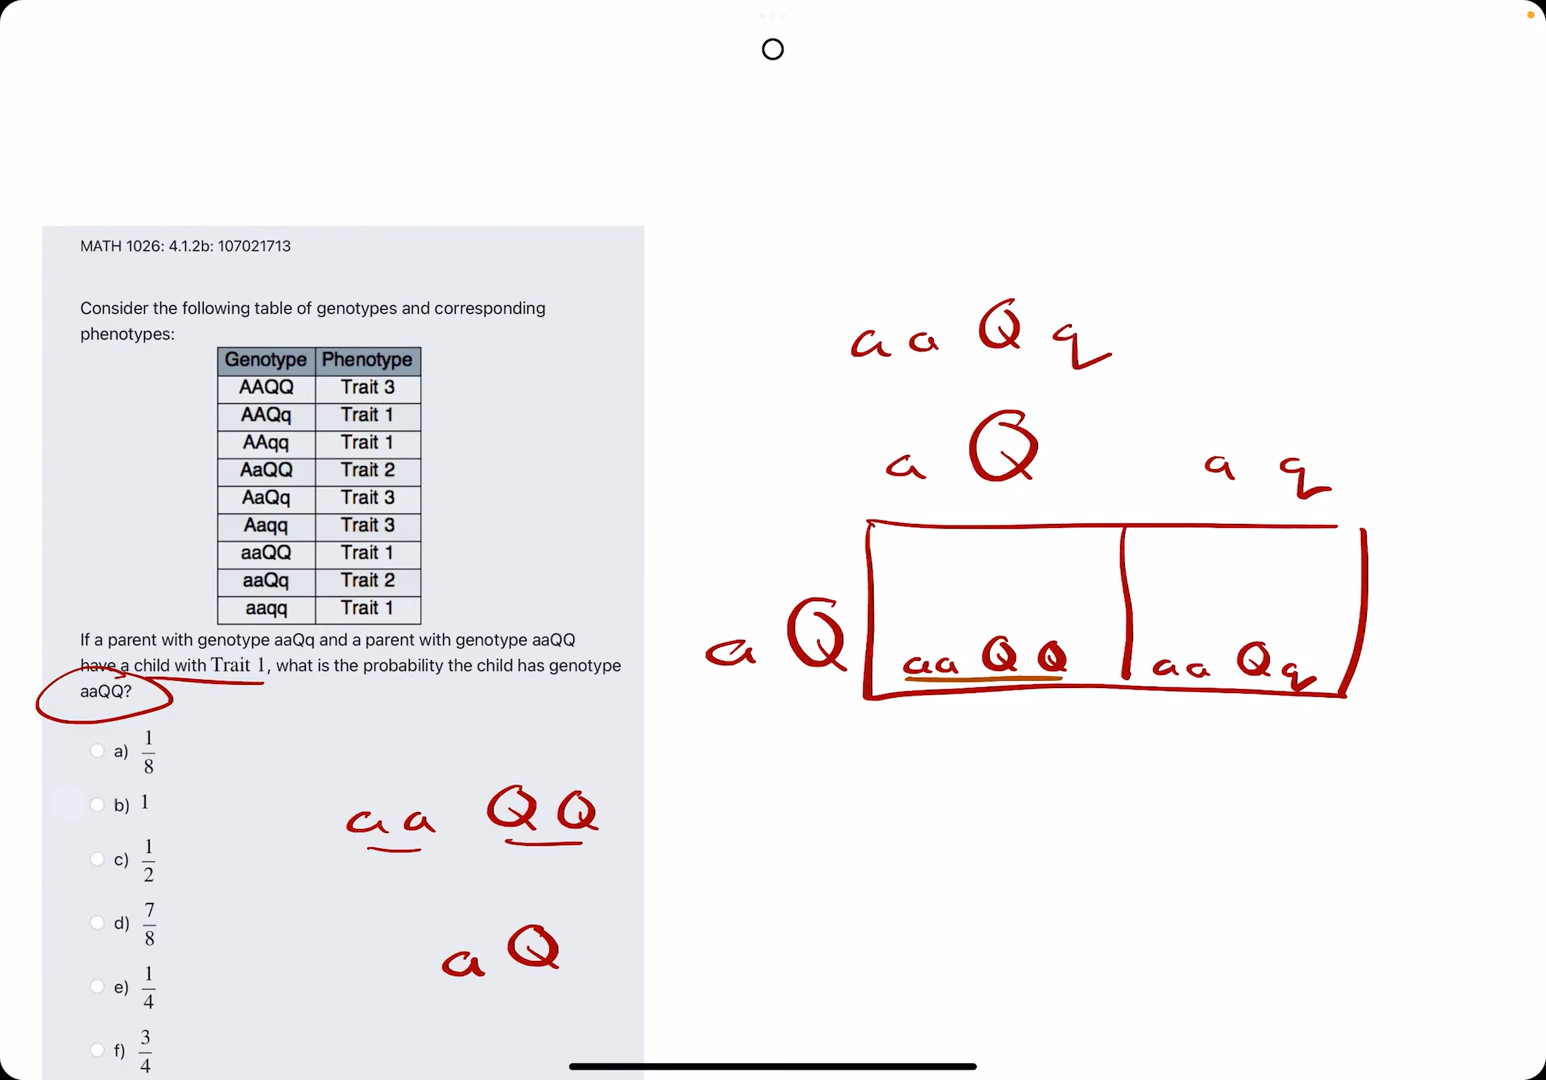 MATH 1026: 4.1.2b: 107021713
Consider the following table of genotypes and corresponding
phenotypes:
Genotype Phenotype
AAQQ Trait 3
AAQq Trait 1
AAqq Trait 1
AaQQ Trait 2
AaQq Trait 3
Aaqq Trait 3
aaQQ Trait 1
aaQq Trait 2
aaqq Trait 1
If a parent with genotype aaQq and a parent with genotype aaQQ
have a child with Trait 1, what is the probability the child has genotype
aaQQ?
a) 1/8
b) 1
c) 1/2
d) 7/8
e) 1/4
f) 3/4
aa QQ
a Q
a a Q q
a Q a q
a Q
aa Q Q aa Q q